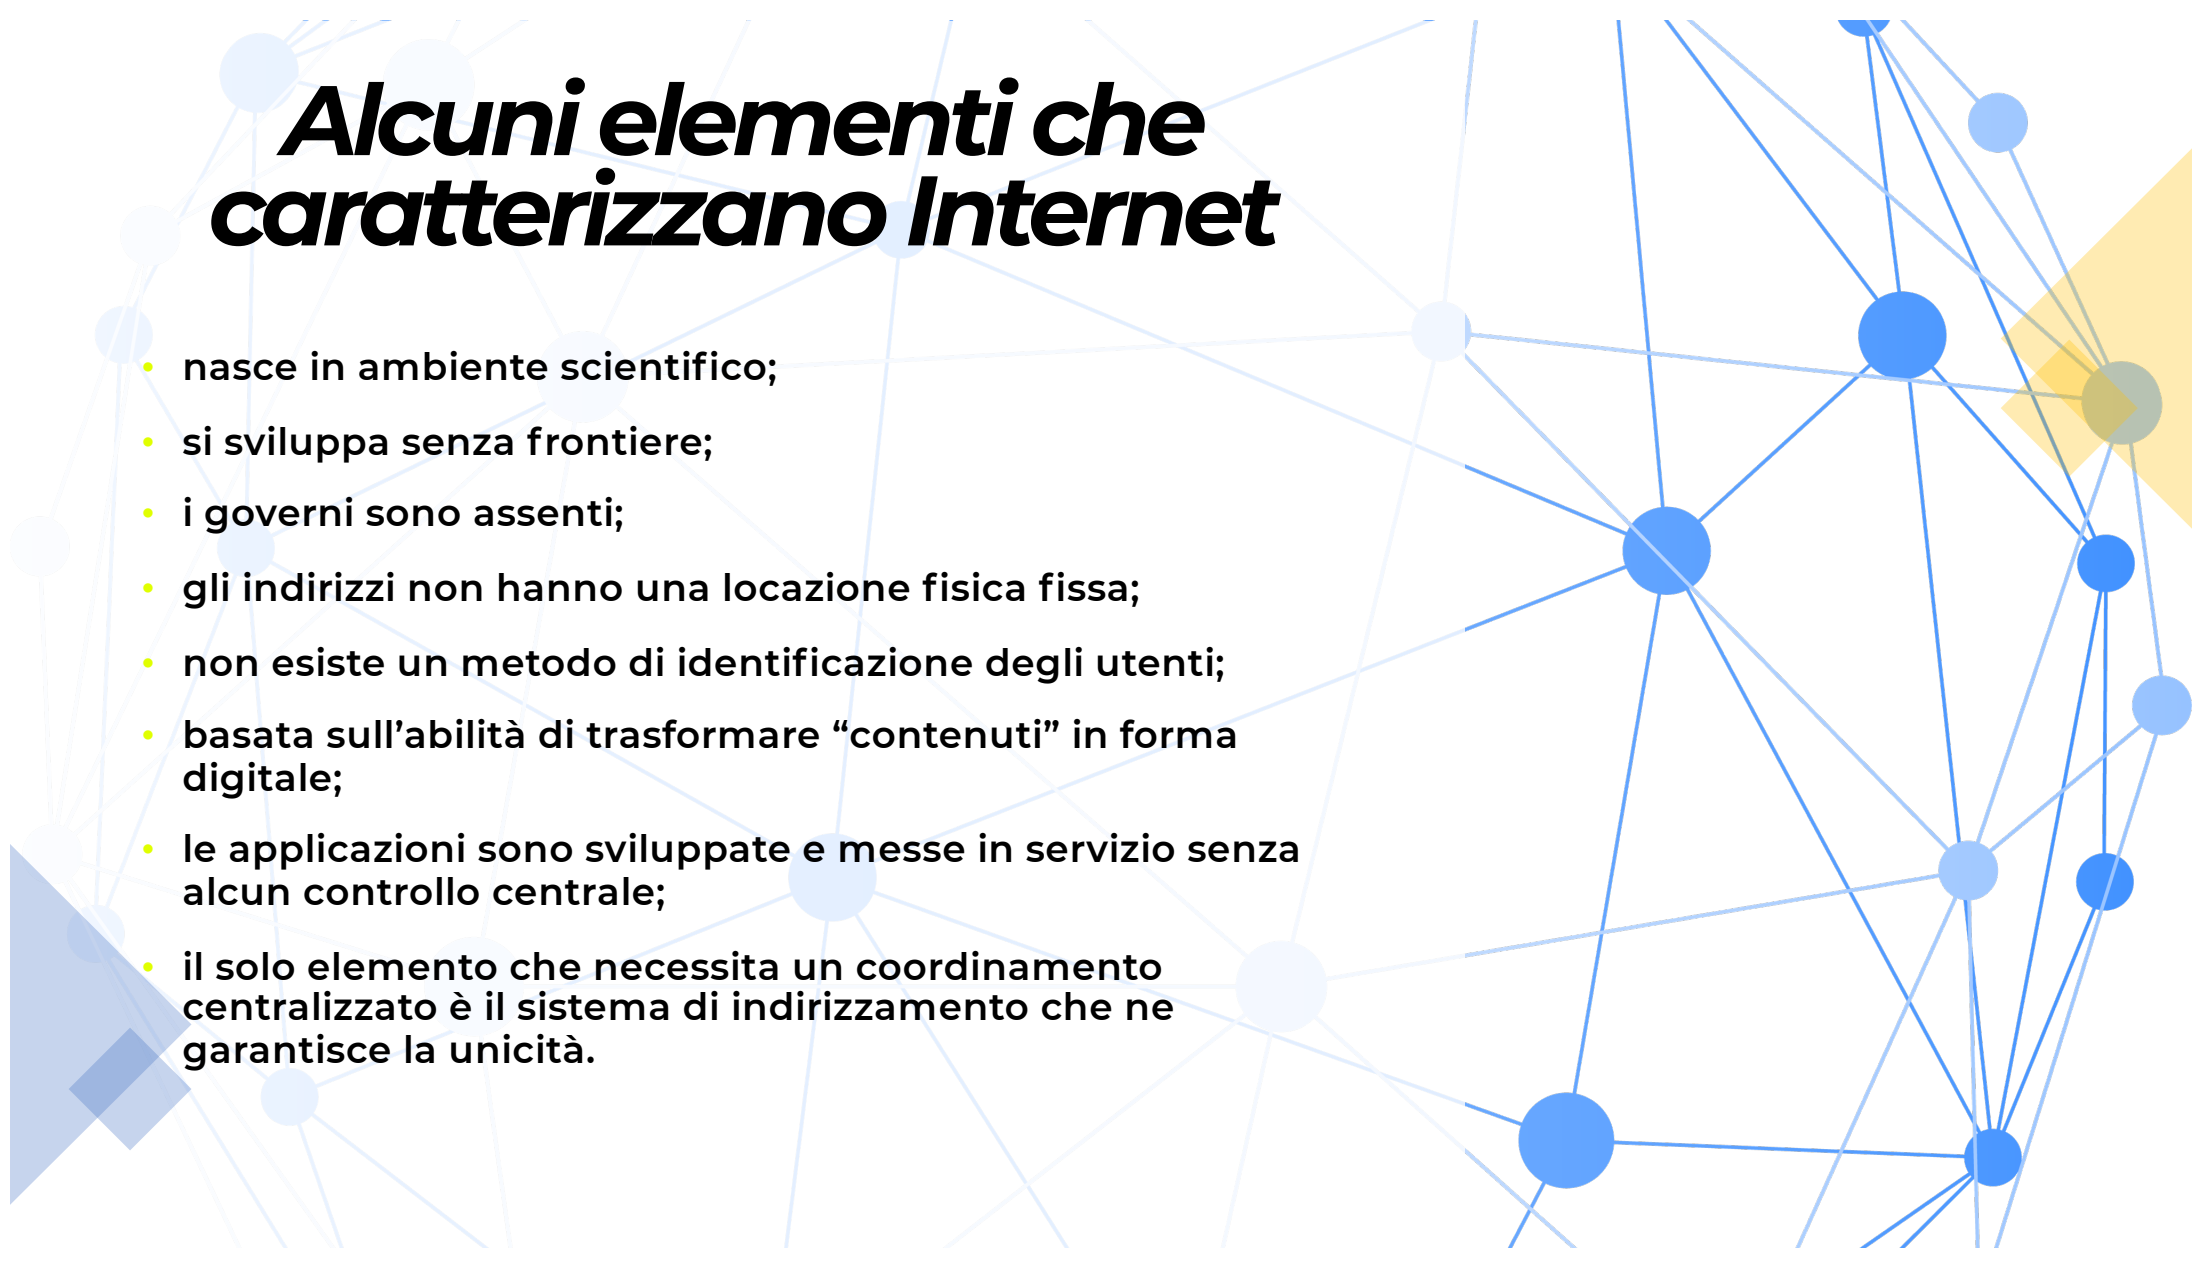 Alcuni elementi che
caratterizzano Internet
• nasce in ambiente scientifico;
• si sviluppa senza frontiere;
• i governi sono assenti;
• gli indirizzi non hanno una locazione fisica fissa;
• non esiste un metodo di identificazione degli utenti;
• basata sull’abilità di trasformare “contenuti” in forma
digitale;
• le applicazioni sono sviluppate e messe in servizio senza
alcun controllo centrale;
• il solo elemento che necessita un coordinamento
centralizzato è il sistema di indirizzamento che ne
garantisce la unicità.